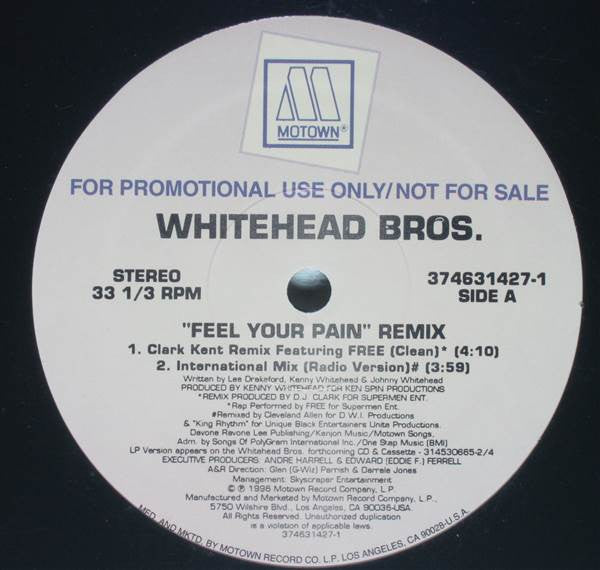 M
MOTOWN®
FOR PROMOTIONAL USE ONLY/NOT FOR SALE
WHITEHEAD BROS.
STEREO
33 1/3 RPM
374631427-1
SIDE A
"FEEL YOUR PAIN" REMIX
1. Clark Kent Remix Featuring FREE (Clean)* (4:10)
2. International Mix (Radio Version)# (3:59)
Written by Lee Drakeford, Kenny Whitehead & Johnny Whitehead
PRODUCED BY KENNY WHITEHEAD FOR KEN SPIN PRODUCTIONS
*REMIX PRODUCED BY D.J. CLARK FOR SUPERMEN ENT.
*Rap Performed by FREE for Supermen Ent.
#Remixed by Cleveland Allen for D.W.I. Productions
& "King Rhythm" for Unique Black Entertainers Unite Productions.
Davone Ravone Lee Publishing/Kanjon Music/Motown Songs,
Adm. by Songs Of PolyGram International Inc./One Step Music (BMI)
LP Version appears on the Whitehead Bros. forthcoming CD & Cassette - 314530665-2/4
EXECUTIVE PRODUCERS: ANDRE HARRELL & EDWARD (EDDIE F.) FERRELL
A&R Direction: Glen (G-Wiz) Parrish & Darrale Jones
Management: Skyscraper Entertainment
© ℗ 1996 Motown Record Company, L.P.
Manufactured and Marketed by Motown Record Company, L.P.,
5750 Wilshire Blvd., Los Angeles, CA 90036-USA.
All Rights Reserved. Unauthorized duplication
is a violation of applicable laws.
374631427-1
MFD. AND MKTD. BY MOTOWN RECORD CO. L.P. LOS ANGELES, CA 90028-U.S.A.